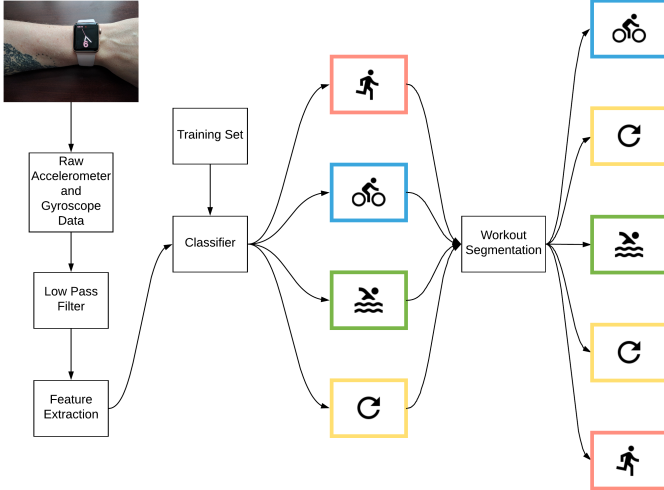 Raw
Accelerometer
and
Gyroscope
Data
Low Pass
Filter
Feature
Extraction
Training Set
Classifier
Workout
Segmentation